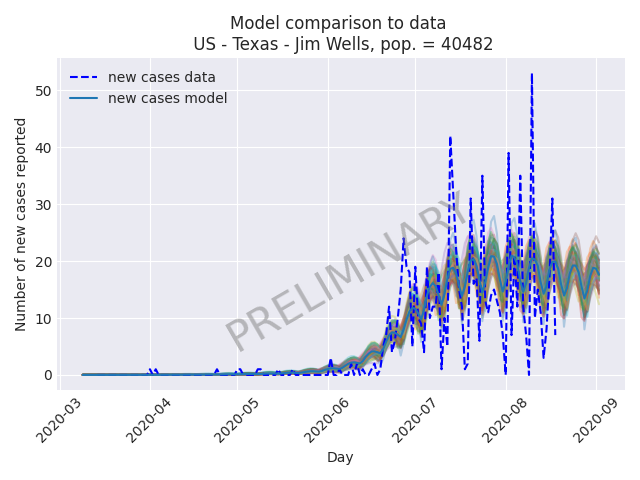 Model comparison to data
US - Texas - Jim Wells, pop. = 40482
new cases data
new cases model
PRELIMINARY
Number of new cases reported
50
40
30
20
10
0
2020-03
2020-04
2020-05
2020-06
2020-07
2020-08
2020-09
Day